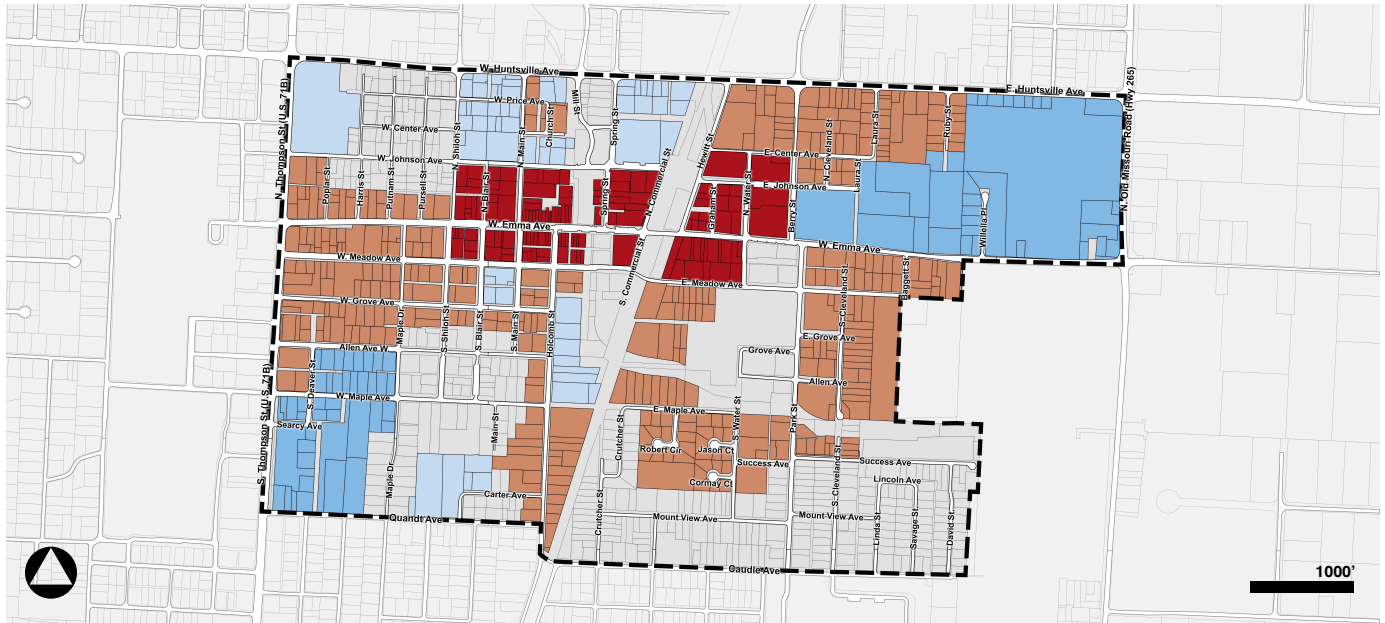 W. Huntsville Ave
E. Huntsville Ave
N. Thompson St (U.S. 71B)
N. Old Missouri Road (Hwy 265)
W. Price Ave
Mill St
Church St
Spring St
W. Center Ave
N. Shiloh St
N. Main St
Hewitt St
Laura St
Ruby St
E. Center Ave
N. Cleveland St
W. Johnson Ave
E. Johnson Ave
Laura St
Poplar St
Harris St
Putnam St
Pursell St
N. Blair St
Spring St
N. Commercial St
Graham St
N. Water St
Berry St
Willella Pl
W. Emma Ave
W. Emma Ave
W. Meadow Ave
E. Meadow Ave
S. Commercial St
S. Cleveland St
Baggett St
W. Grove Ave
Maple Dr
S. Shiloh St
S. Blair St
S. Main St
Holcomb St
E. Grove Ave
Allen Ave W
Grove Ave
S. Thompson St (U.S. 71B)
S. Deaver St
Allen Ave
W. Maple Ave
E. Maple Ave
Searcy Ave
Main St
Crutcher St
S. Water St
Park St
Robert Cir
Jason Ct
Success Ave
Success Ave
Maple Dr
Cormay Ct
S. Cleveland St
Lincoln Ave
Carter Ave
Quandt Ave
Crutcher St
Mount View Ave
Mount View Ave
Linda St
Savage St
David St
Caudle Ave
1000'